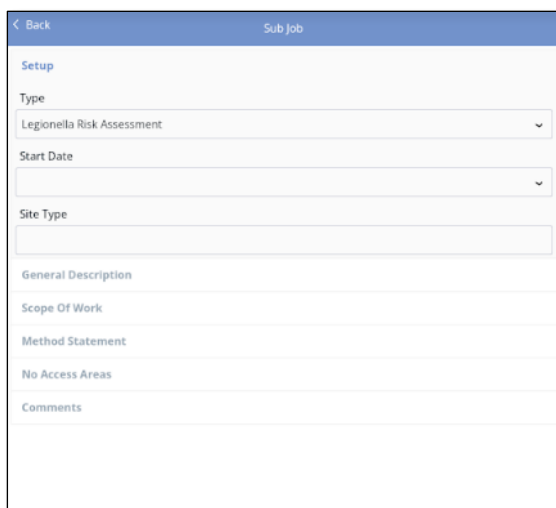 Back
Sub Job
Setup
Type
Legionella Risk Assessment
Start Date
Site Type
General Description
Scope Of Work
Method Statement
No Access Areas
Comments